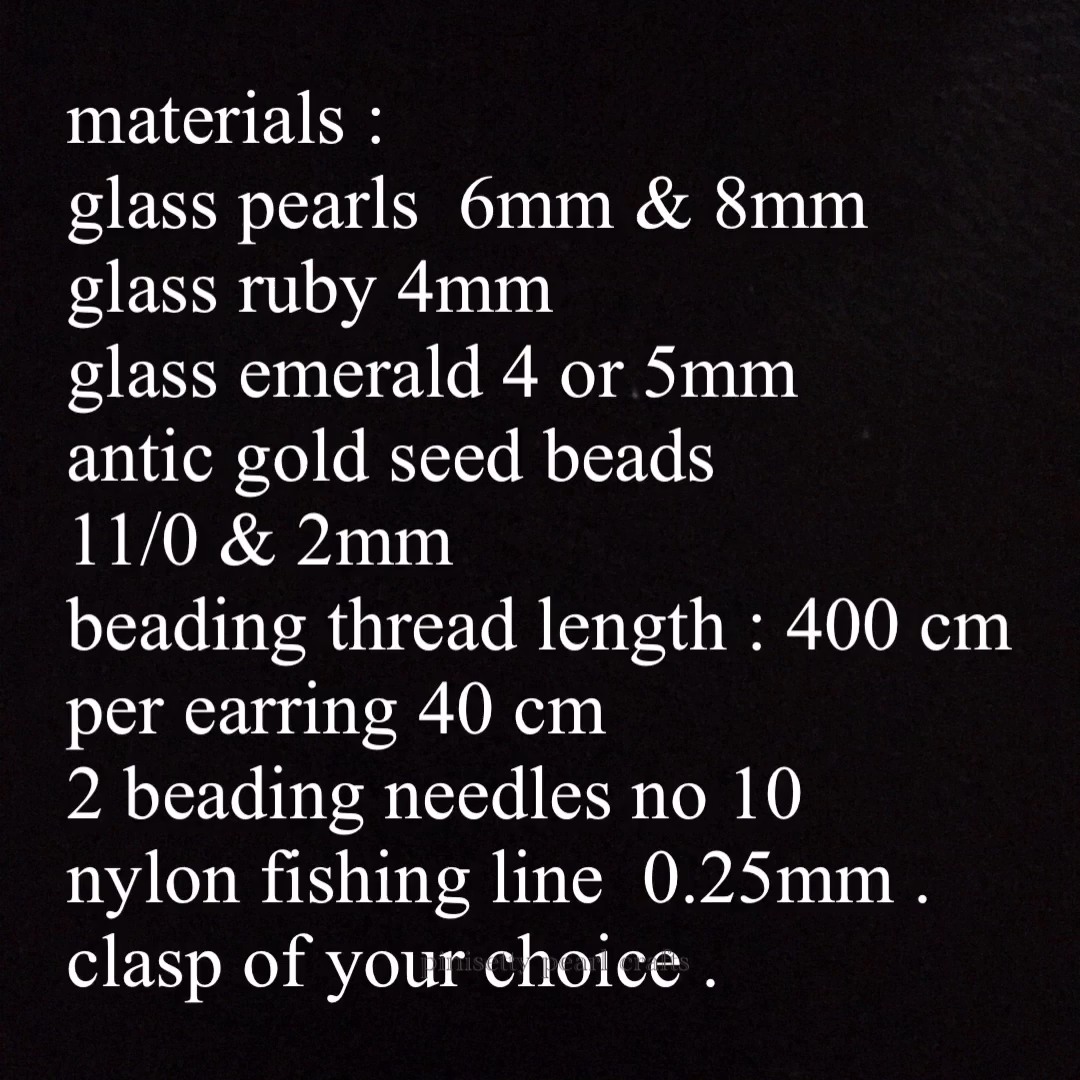 materials :
glass pearls  6mm & 8mm
glass ruby 4mm
glass emerald 4 or 5mm
antic gold seed beads
11/0 & 2mm
beading thread length : 400 cm
per earring 40 cm
2 beading needles no 10
nylon fishing line  0.25mm .
clasp of your choice .
pearl crafts